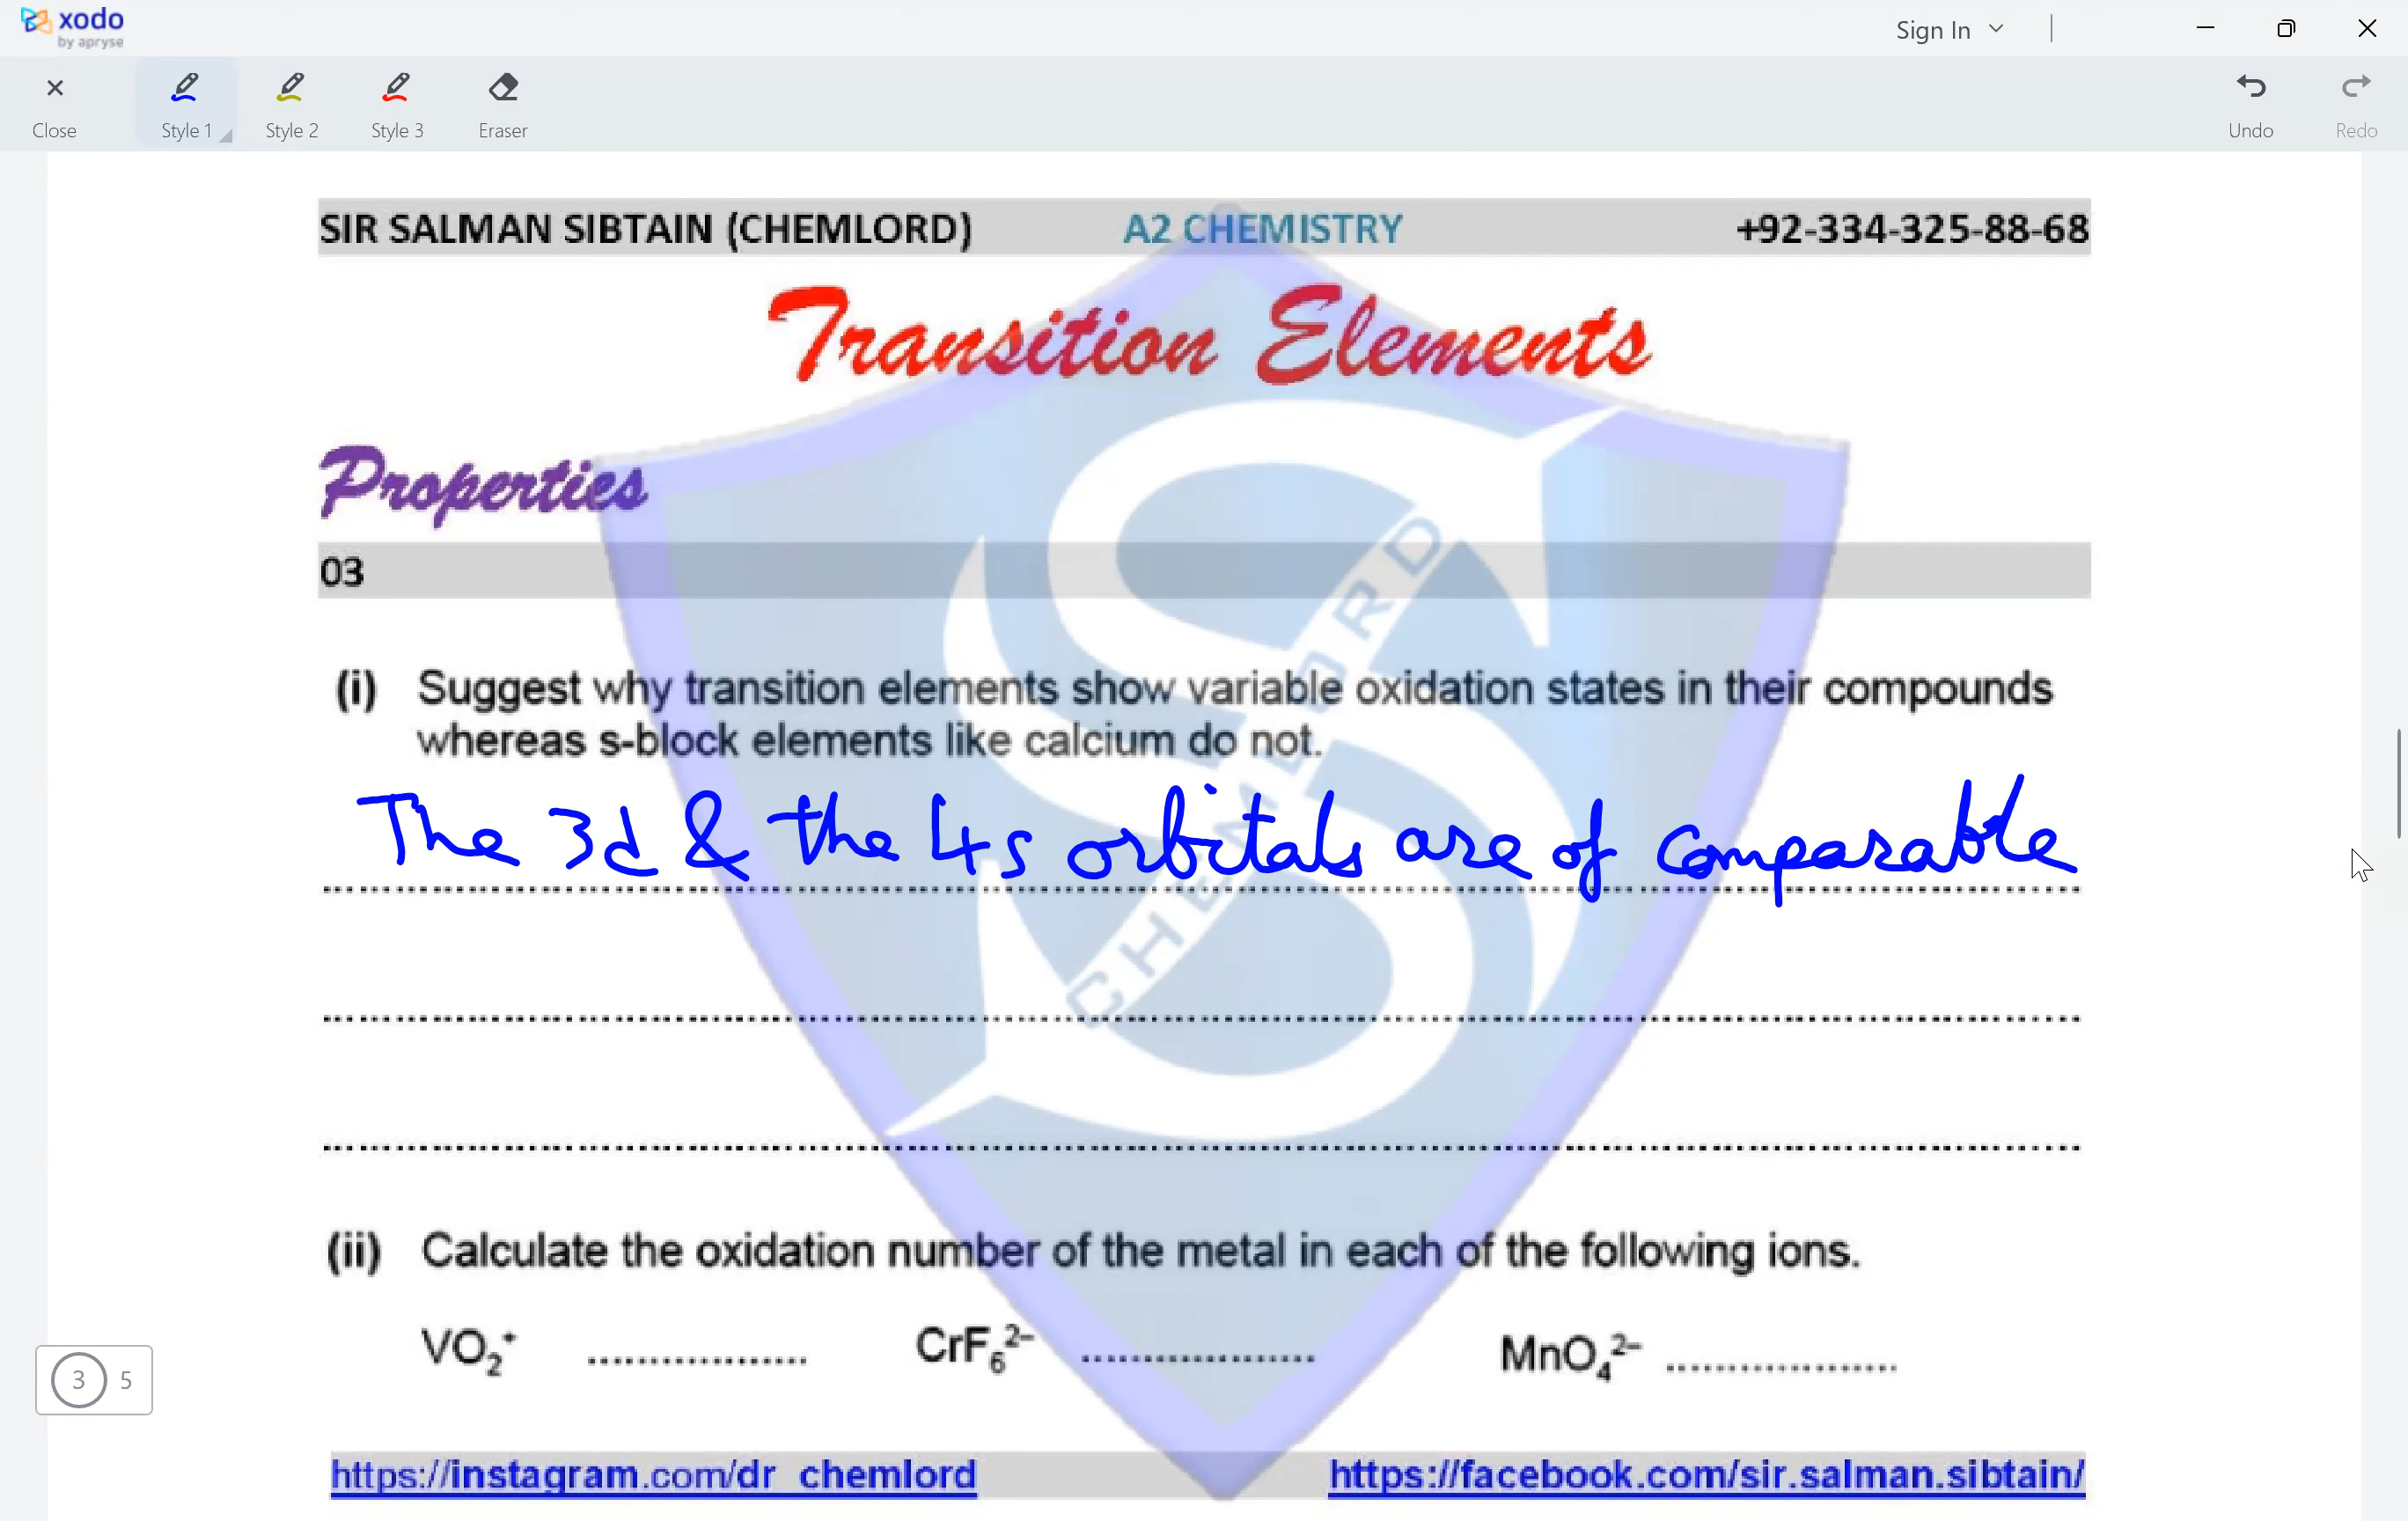 xodo
by apryse
Sign In
Close
Style 1
Style 2
Style 3
Eraser
Undo
Redo
SIR SALMAN SIBTAIN (CHEMLORD) A2 CHEMISTRY +92-334-325-88-68
Transition Elements
Properties
03
(i) Suggest why transition elements show variable oxidation states in their compounds
whereas s-block elements like calcium do not.
The 3d & the 4s orbitals are of comparable
CHEMLORD
(ii) Calculate the oxidation number of the metal in each of the following ions.
VO₂⁺ .................. CrF₆²⁻ .................. MnO₄²⁻ ..................
3 5
https://instagram.com/dr_chemlord https://facebook.com/sir.salman.sibtain/